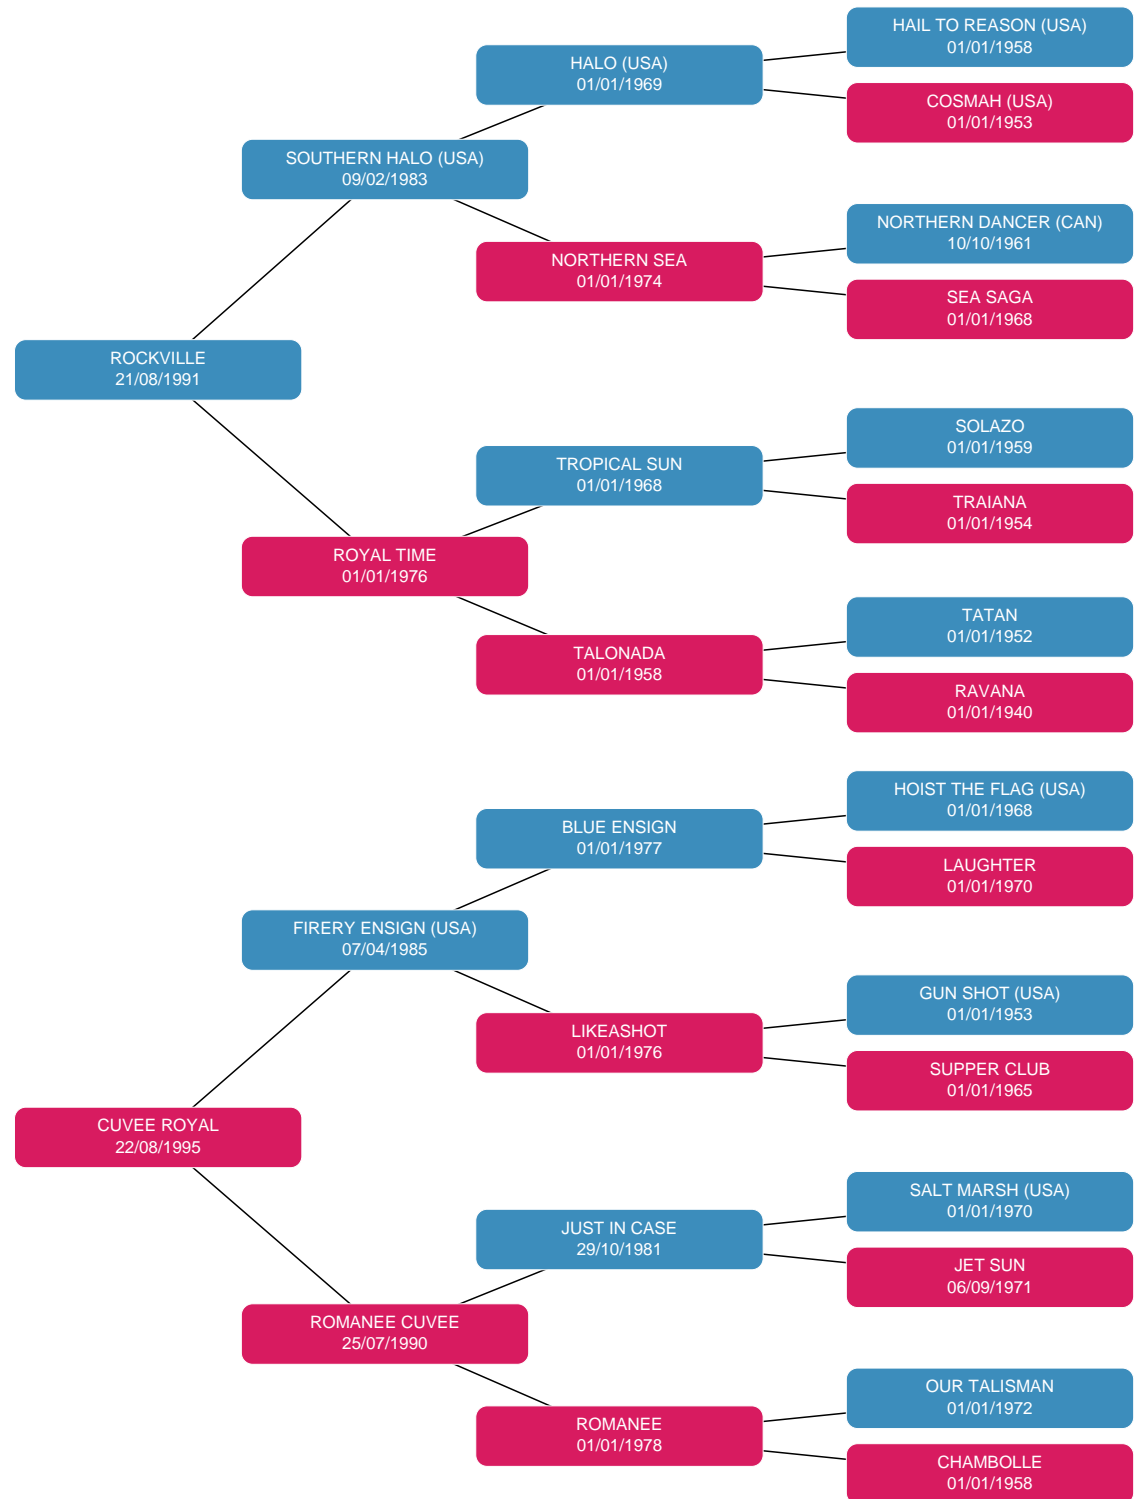 HAIL TO REASON (USA)
01/01/1958
HALO (USA)
01/01/1969
COSMAH (USA)
01/01/1953
SOUTHERN HALO (USA)
09/02/1983
NORTHERN DANCER (CAN)
10/10/1961
NORTHERN SEA
01/01/1974
SEA SAGA
01/01/1968
ROCKVILLE
21/08/1991
SOLAZO
01/01/1959
TROPICAL SUN
01/01/1968
TRAIANA
01/01/1954
ROYAL TIME
01/01/1976
TATAN
01/01/1952
TALONADA
01/01/1958
RAVANA
01/01/1940
HOIST THE FLAG (USA)
01/01/1968
BLUE ENSIGN
01/01/1977
LAUGHTER
01/01/1970
FIRERY ENSIGN (USA)
07/04/1985
GUN SHOT (USA)
01/01/1953
LIKEASHOT
01/01/1976
SUPPER CLUB
01/01/1965
CUVEE ROYAL
22/08/1995
SALT MARSH (USA)
01/01/1970
JUST IN CASE
29/10/1981
JET SUN
06/09/1971
ROMANEE CUVEE
25/07/1990
OUR TALISMAN
01/01/1972
ROMANEE
01/01/1978
CHAMBOLLE
01/01/1958